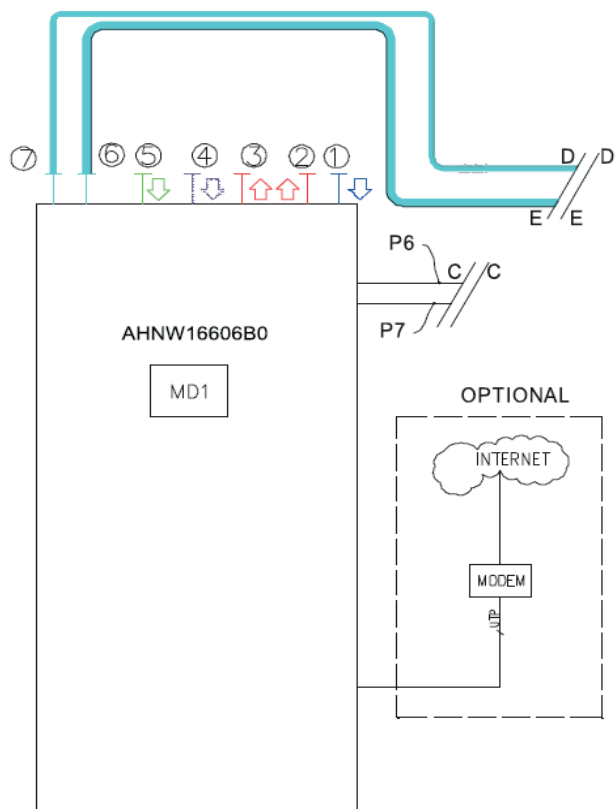 ⑦ ⑥ ⑤ ④ ③ ② ①
D D
E E
P6
C C
P7
AHNW16606B0
MD1
OPTIONAL
INTERNET
MODEM
UTP